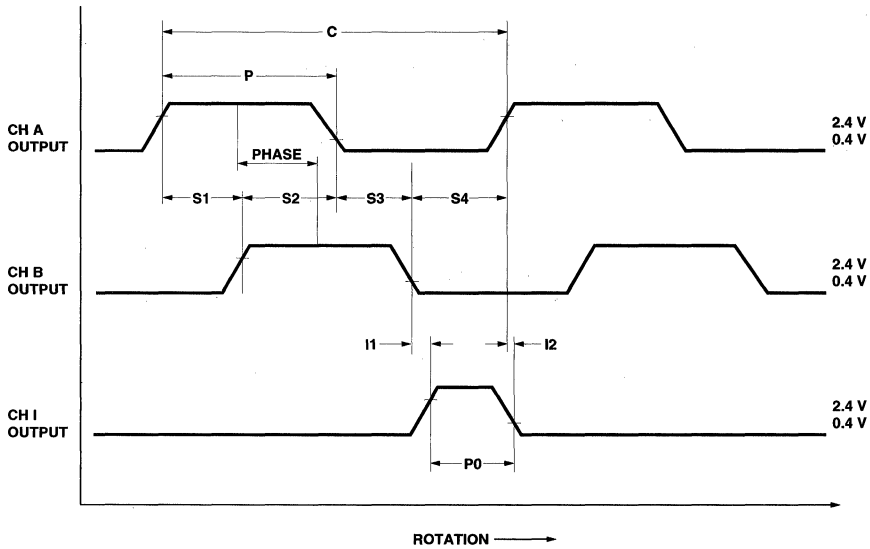 C
P
CH A
OUTPUT
2.4 V
0.4 V
PHASE
S1
S2
S3
S4
CH B
OUTPUT
2.4 V
0.4 V
I1
I2
CH I
OUTPUT
2.4 V
0.4 V
P0
ROTATION